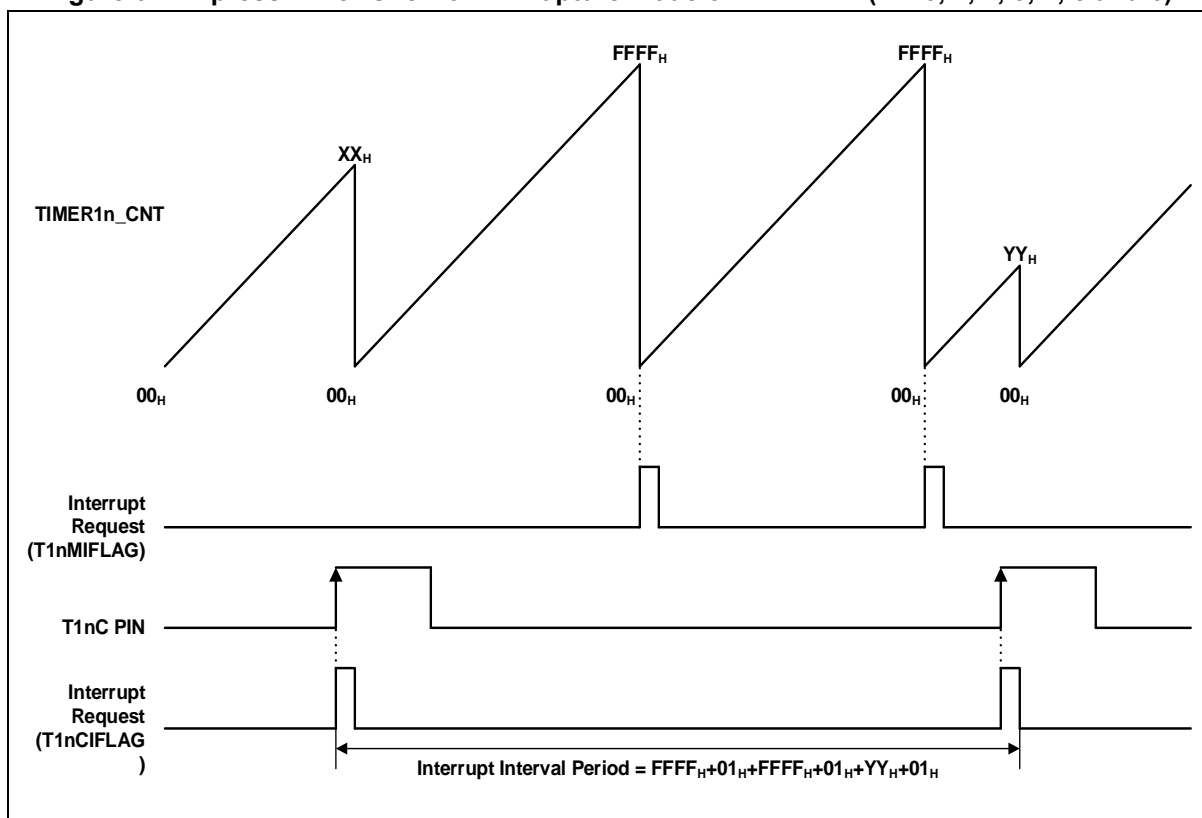 FFFFH FFFFH
XXH
TIMER1n_CNT
YYH
00H 00H 00H 00H 00H
Interrupt
Request
(T1nMIFLAG)
T1nC PIN
Interrupt
Request
(T1nCIFLAG
)
Interrupt Interval Period = FFFFH+01H+FFFFH+01H+YYH+01H